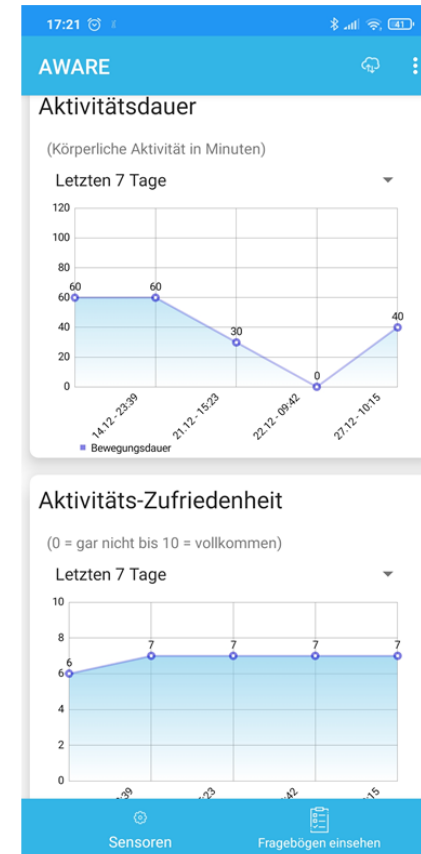 17:21
41
AWARE
Aktivitätsdauer
(Körperliche Aktivität in Minuten)
Letzten 7 Tage
120
100
80
60
40
20
0
60
60
30
0
40
14.12 - 23:39
21.12 - 15:23
22.12 - 09:42
27.12 - 10:15
Bewegungsdauer
Aktivitäts-Zufriedenheit
(0 = gar nicht bis 10 = vollkommen)
Letzten 7 Tage
10
8
6
4
2
0
6
7
7
7
7
Sensoren
Fragebögen einsehen